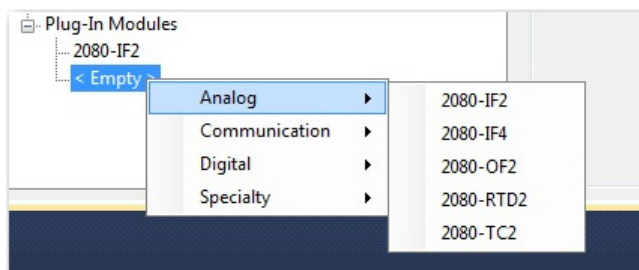 Plug-In Modules
2080-IF2
< Empty >
Analog
Communication
Digital
Specialty
2080-IF2
2080-IF4
2080-OF2
2080-RTD2
2080-TC2